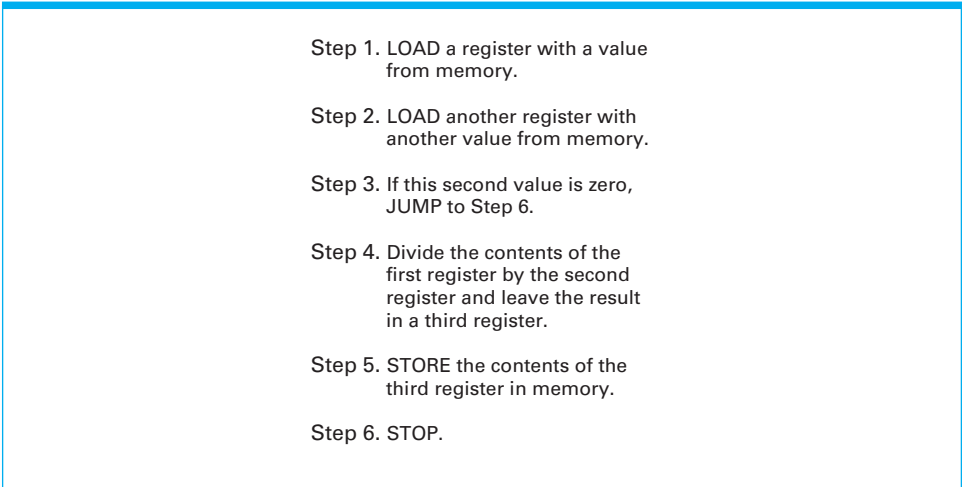 Step 1. LOAD a register with a value
from memory.
Step 2. LOAD another register with
another value from memory.
Step 3. If this second value is zero,
JUMP to Step 6.
Step 4. Divide the contents of the
first register by the second
register and leave the result
in a third register.
Step 5. STORE the contents of the
third register in memory.
Step 6. STOP.